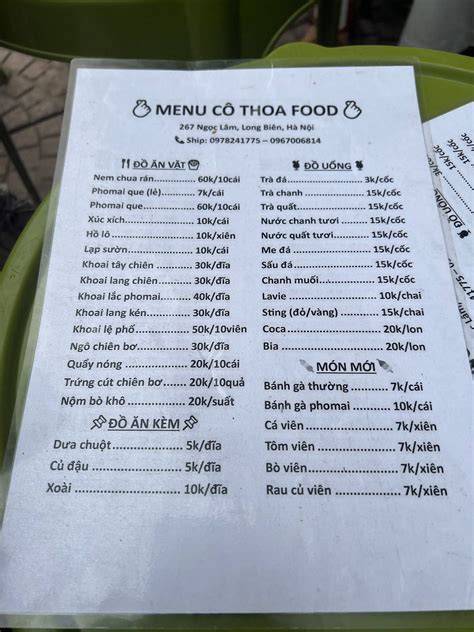 MENU CÔ THOA FOOD
267 Ngọc Lâm, Long Biên, Hà Nội
Ship: 0978241775 – 0967006814
ĐỒ ĂN VẶT
Nem chua rán............ 60k/10cái
Phomai que (lẻ)......... 7k/cái
Phomai que............... 60k/10cái
Xúc xích.................... 10k/cái
Hồ lô......................... 10k/xiên
Lạp sườn................... 10k/cái
Khoai tây chiên......... 30k/đĩa
Khoai lang chiên....... 30k/đĩa
Khoai lắc phomai...... 40k/đĩa
Khoai lang kén.......... 30k/đĩa
Khoai lệ phố............. 50k/10viên
Ngô chiên bơ............ 30k/đĩa
Quẩy nóng................ 20k/10cái
Trứng cút chiên bơ....... 20k/10quả
Nộm bò khô.............. 20k/suất
ĐỒ ĂN KÈM
Dưa chuột................. 5k/đĩa
Củ đậu...................... 5k/đĩa
Xoài.......................... 10k/đĩa
ĐỒ UỐNG
Trà đá....................... 3k/cốc
Trà chanh.................. 15k/cốc
Trà quất.................... 15k/cốc
Nước chanh tươi....... 15k/cốc
Nước quất tươi.......... 15k/cốc
Me đá....................... 15k/cốc
Sấu đá...................... 15k/cốc
Chanh muối.............. 15k/cốc
Lavie........................ 10k/chai
Sting (đỏ/vàng)......... 15k/chai
Coca......................... 20k/lon
Bia........................... 20k/lon
MÓN MỚI
Bánh gà thường......... 7k/cái
Bánh gà phomai........ 10k/cái
Cá viên..................... 7k/xiên
Tôm viên.................. 7k/xiên
Bò viên..................... 7k/xiên
Rau củ viên............... 7k/xiên
15k/cốc
15k/cốc
3k/cốc
ĐỒ UỐNG